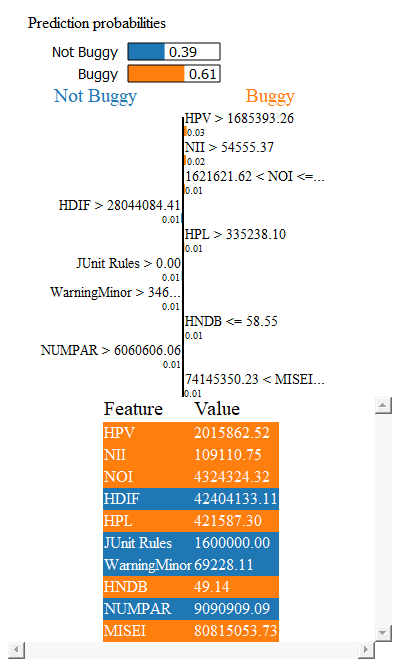 Prediction probabilities
Not Buggy 0.39
Buggy 0.61
Not Buggy Buggy
HPV > 1685393.26
0.03
NII > 54555.37
0.02
1621621.62 < NOI <=...
0.01
HDIF > 28044084.41
0.01
HPL > 335238.10
0.01
JUnit Rules > 0.00
0.01
WarningMinor > 346...
0.01
HNDB <= 58.55
0.01
NUMPAR > 6060606.06
0.01
74145350.23 < MISEI...
0.01
Feature Value
HPV 2015862.52
NII 109110.75
NOI 4324324.32
HDIF 42404133.11
HPL 421587.30
JUnit Rules 1600000.00
WarningMinor 69228.11
HNDB 49.14
NUMPAR 9090909.09
MISEI 80815053.73